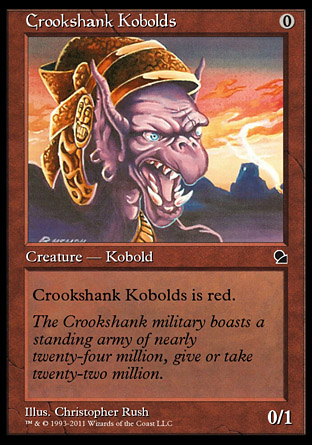 Crookshank Kobolds 0
Creature — Kobold
Crookshank Kobolds is red.
The Crookshank military boasts a
standing army of nearly
twenty-four million, give or take
twenty-two million.
Illus. Christopher Rush
™ & © 1993-2011 Wizards of the Coast LLC
0/1